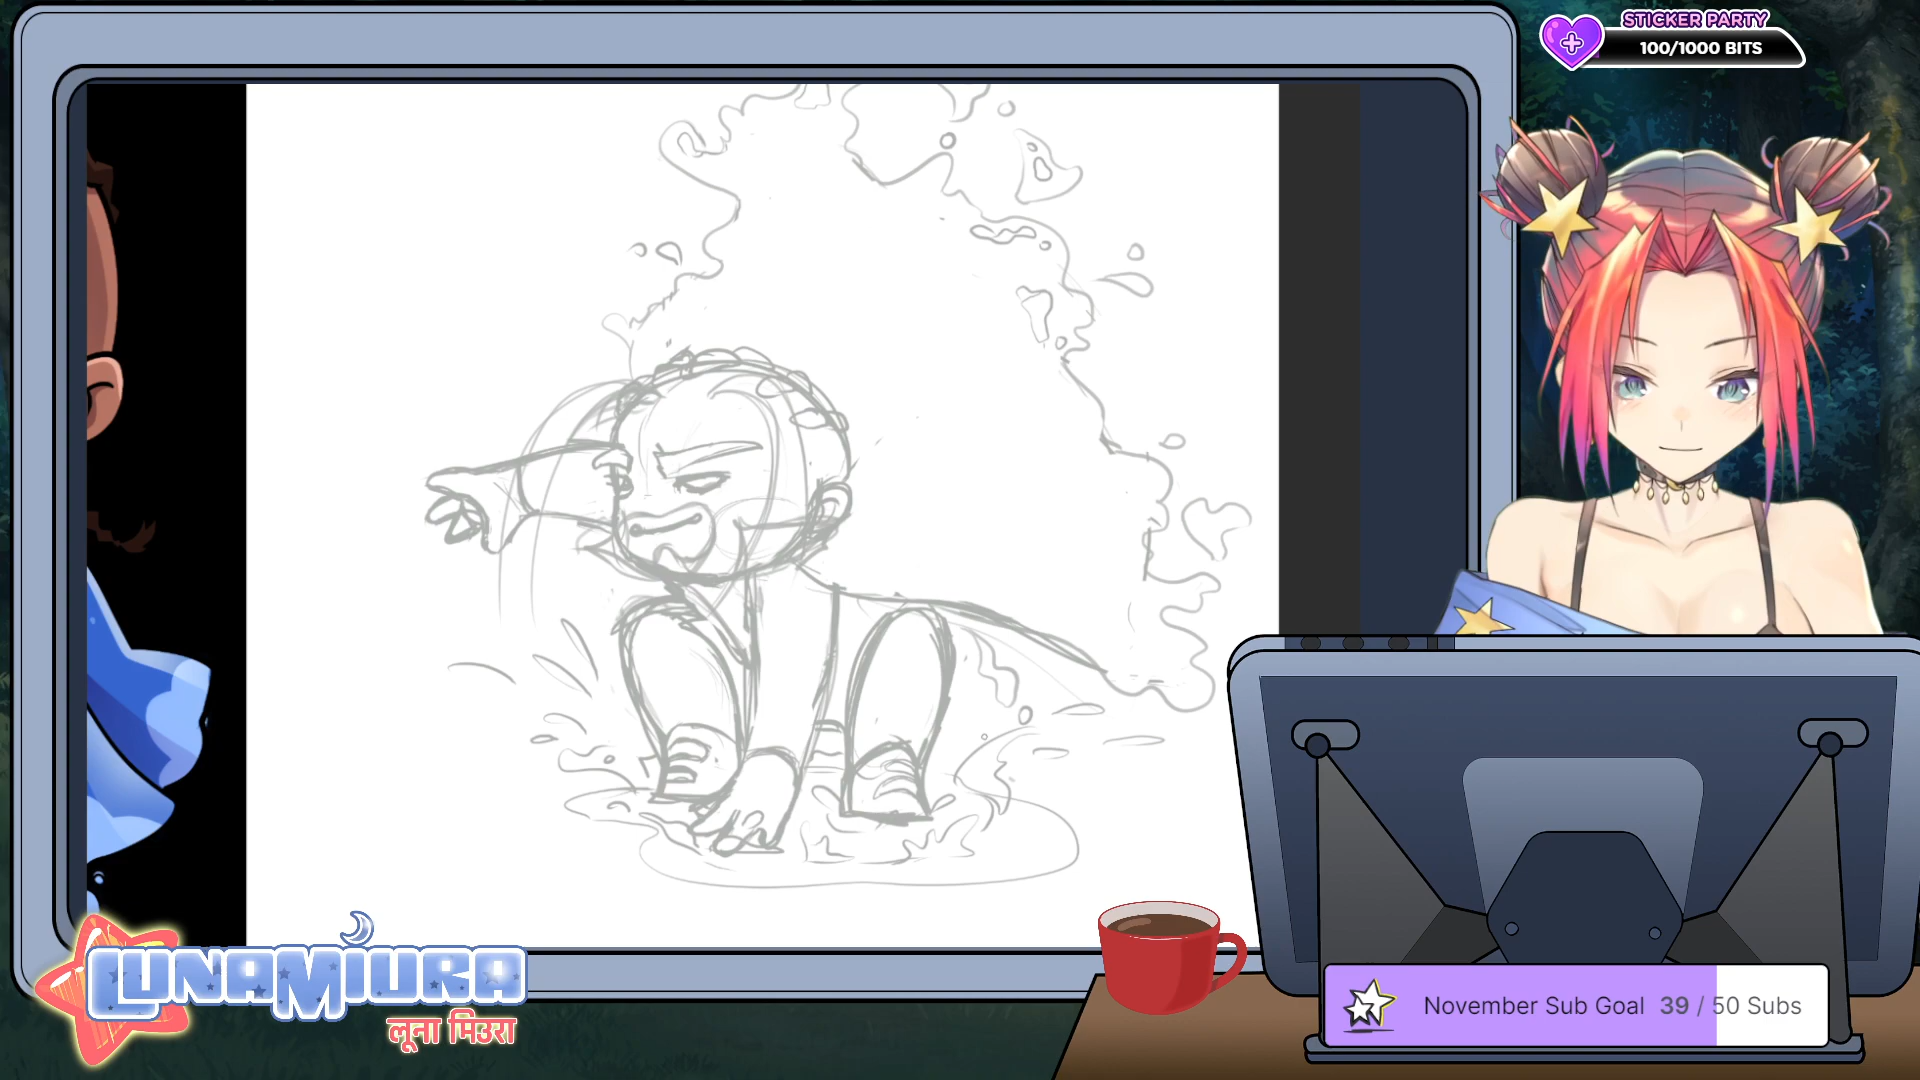 STICKER PARTY
100/1000 BITS
LUNAMIURA
लूना मिउरा
November Sub Goal 39 / 50 Subs